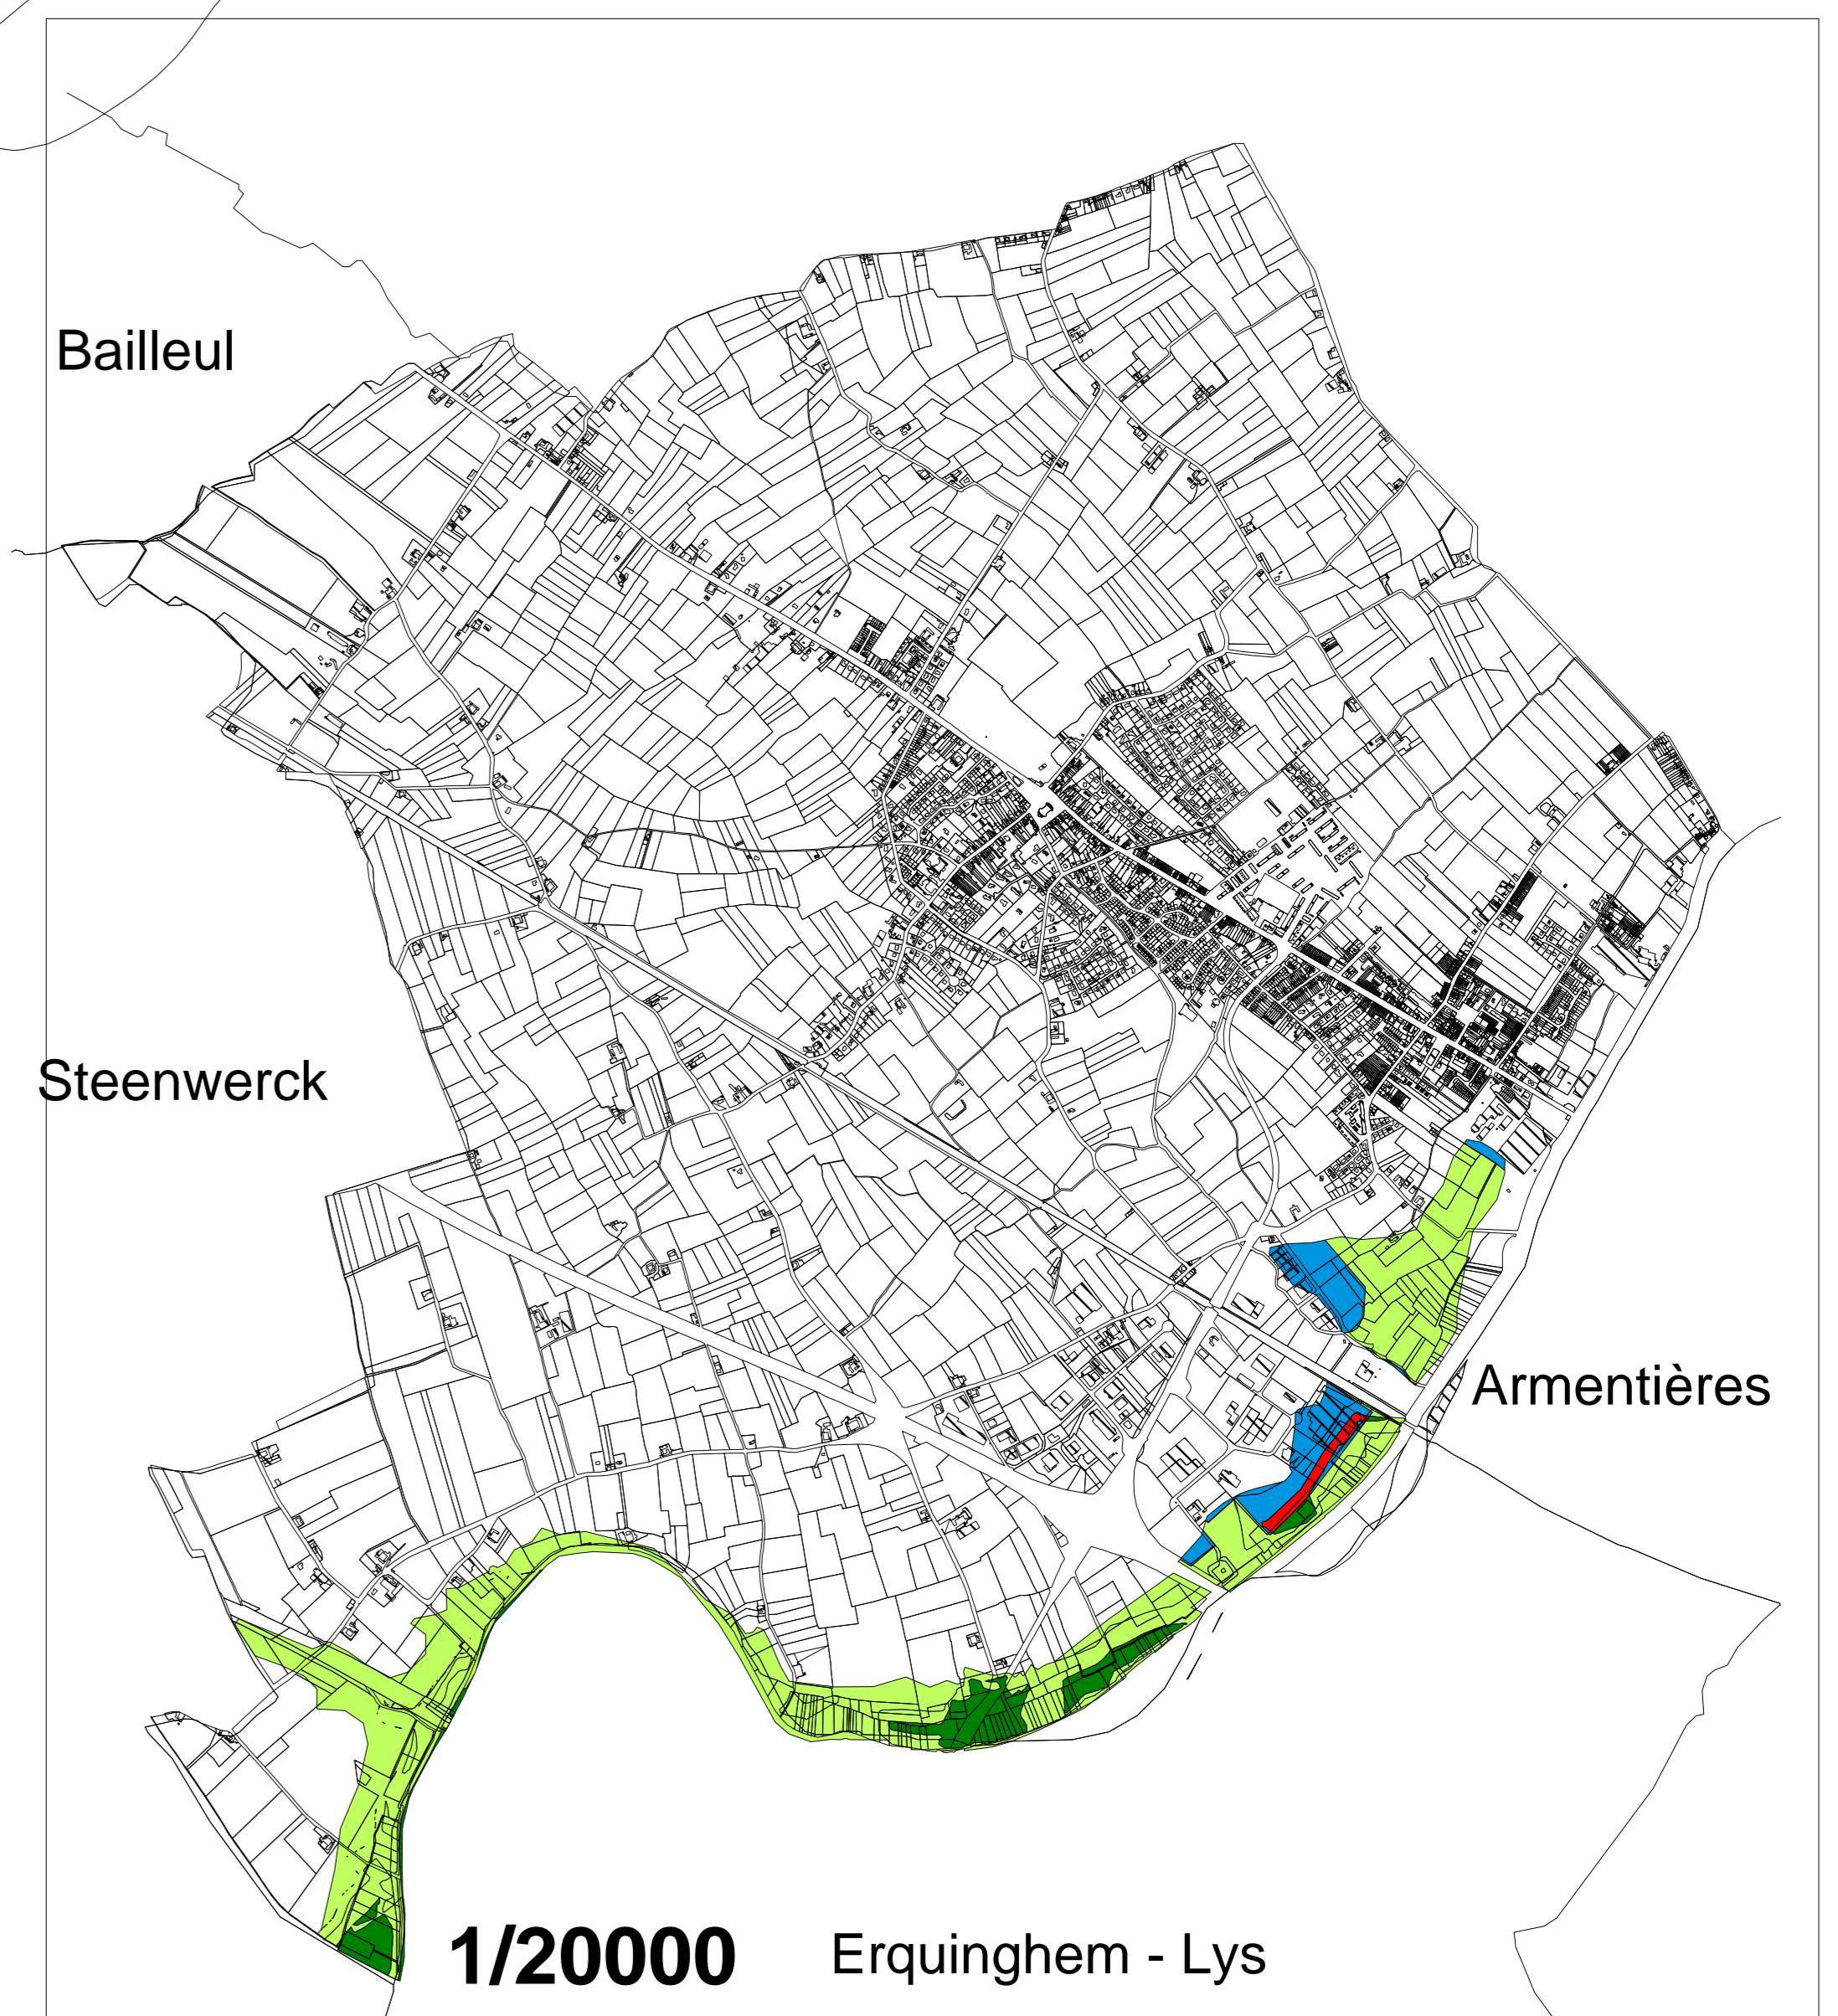 Bailleul
Steenwerck
Armentières
1/20000
Erquinghem - Lys